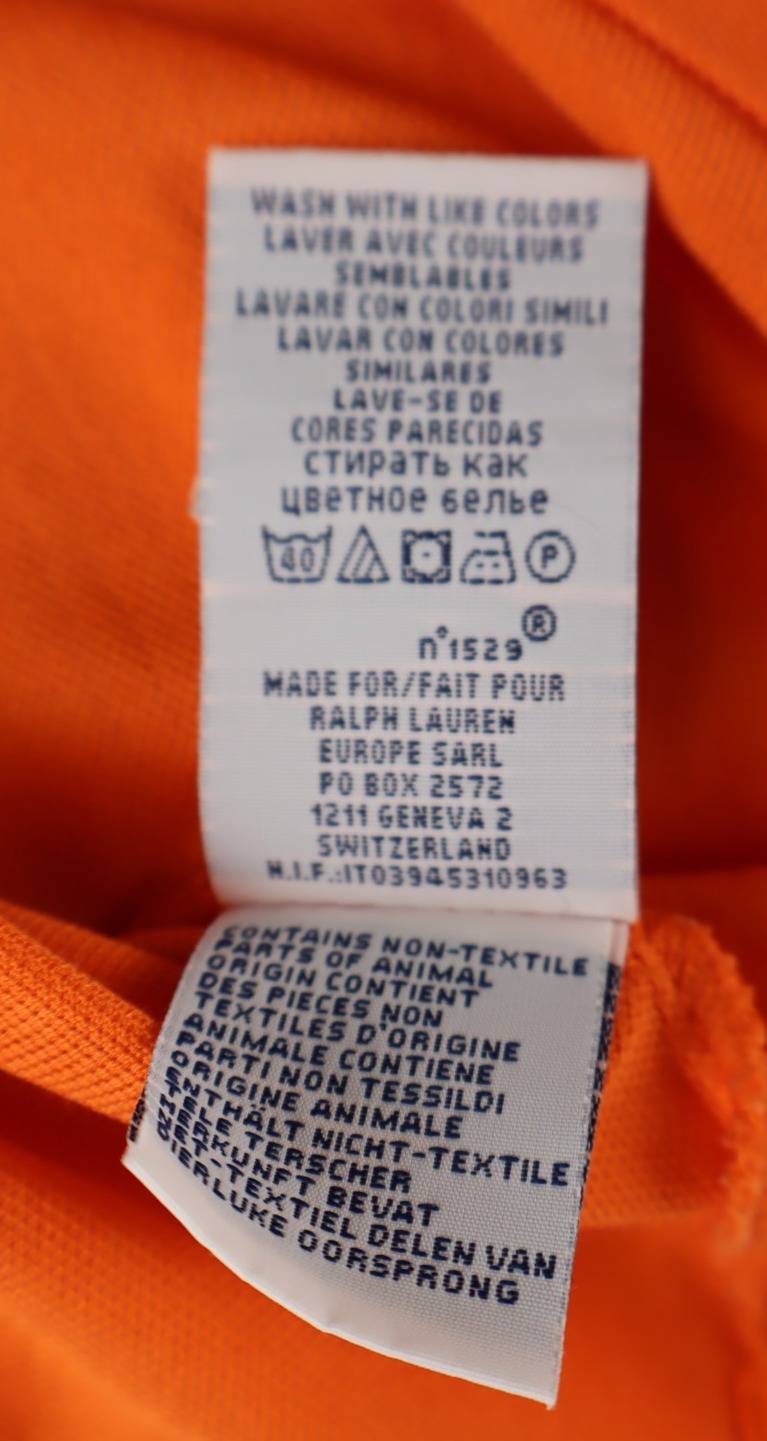 WASH WITH LIKE COLORS
LAVER AVEC COULEURS
SEMBLABLES
LAVARE CON COLORI SIMILI
LAVAR CON COLORES
SIMILARES
LAVE-SE DE
CORES PARECIDAS
стирать как
цветное белье
40 P
®
n°1529
MADE FOR/FAIT POUR
RALPH LAUREN
EUROPE SARL
PO BOX 2572
1211 GENEVA 2
SWITZERLAND
N.I.F.:IT03945310963
CONTAINS NON-TEXTILE
PARTS OF ANIMAL
ORIGIN CONTIENT
DES PIECES NON
TEXTILES D'ORIGINE
ANIMALE CONTIENE
PARTI NON TESSILDI
ORIGINE ANIMALE
ENTHÄLT NICHT-TEXTILE
TEILE TERSCHER
HERKUNFT BEVAT
NIET-TEXTIEL DELEN VAN
DIERLIJKE OORSPRONG